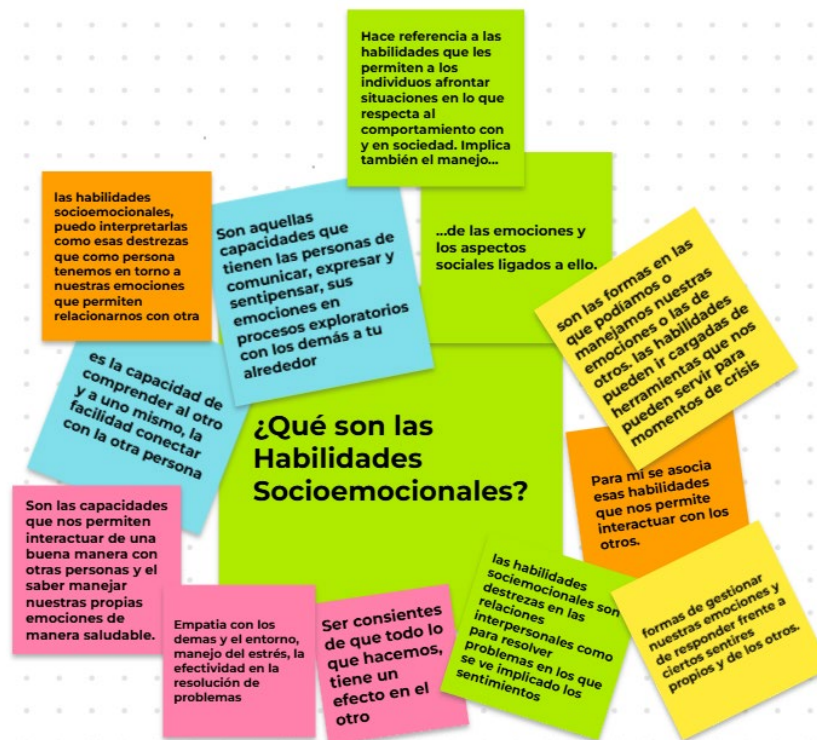 Hace referencia a las
habilidades que les
permiten a los
individuos afrontar
situaciones en lo que
respecta al
comportamiento con
y en sociedad. Implica
también el manejo...
...de las emociones y
los aspectos
sociales ligados a ello.
las habilidades
socioemocionales,
puedo interpretarlas
como esas destrezas
que como persona
tenemos en torno a
nuestras emociones
que permiten
relacionarnos con otra
Son aquellas
capacidades que
tienen las personas de
comunicar, expresar y
sentipensar, sus
emociones en
procesos exploratorios
con los demás a tu
alrededor
son las formas en las
que podíamos o
manejamos nuestras
emociones o las de
otros. las habilidades
pueden ir cargadas de
herramientas que nos
pueden servir para
momentos de crisis
es la capacidad de
comprender al otro
y a uno mismo, la
facilidad conectar
con la otra persona
¿Qué son las
Habilidades
Socioemocionales?
Para mi se asocia
esas habilidades
que nos permite
interactuar con los
otros.
Son las capacidades
que nos permiten
interactuar de una
buena manera con
otras personas y el
saber manejar
nuestras propias
emociones de
manera saludable.
Empatia con los
demas y el entorno,
manejo del estrés, la
efectividad en la
resolución de
problemas
Ser consientes
de que todo lo
que hacemos,
tiene un
efecto en el
otro
las habilidades
sociemocionales son
destrezas en las
relaciones
interpersonales como
para resolver
problemas en los que
se ve implicado los
sentimientos
formas de gestionar
nuestras emociones y
de responder frente a
ciertos sentires
propios y de los otros.